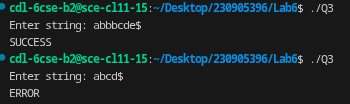 cdl-6cse-b2@sce-cl11-15:~/Desktop/230905396/Lab6$ ./Q3
Enter string: abbbcde$
SUCCESS
cdl-6cse-b2@sce-cl11-15:~/Desktop/230905396/Lab6$ ./Q3
Enter string: abcd$
ERROR